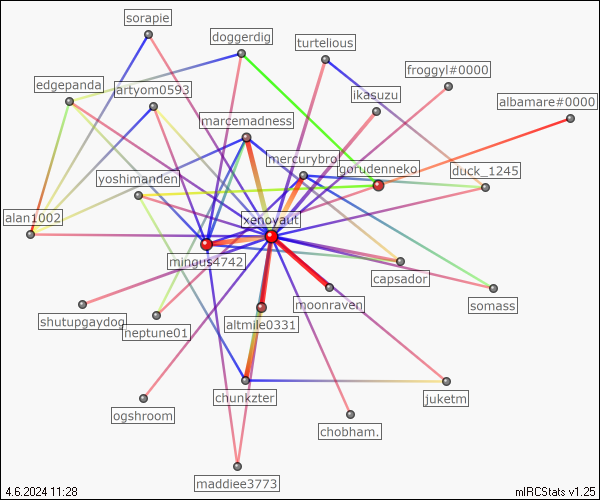 sorapie
doggerdig
turtelious
froggyl#0000
edgepanda
artyom0593
ikasuzu
albamare#0000
marcemadness
mercurybro
gorudenneko
duck_1245
yoshimanden
alan1002
xenoyaut
mingus4742
capsador
moonraven
somass
shutupgaydog
neptune01
altmile0331
chunkzter
juketm
ogshroom
chobham.
maddiee3773
4.6.2024 11:28
mIRCStats v1.25